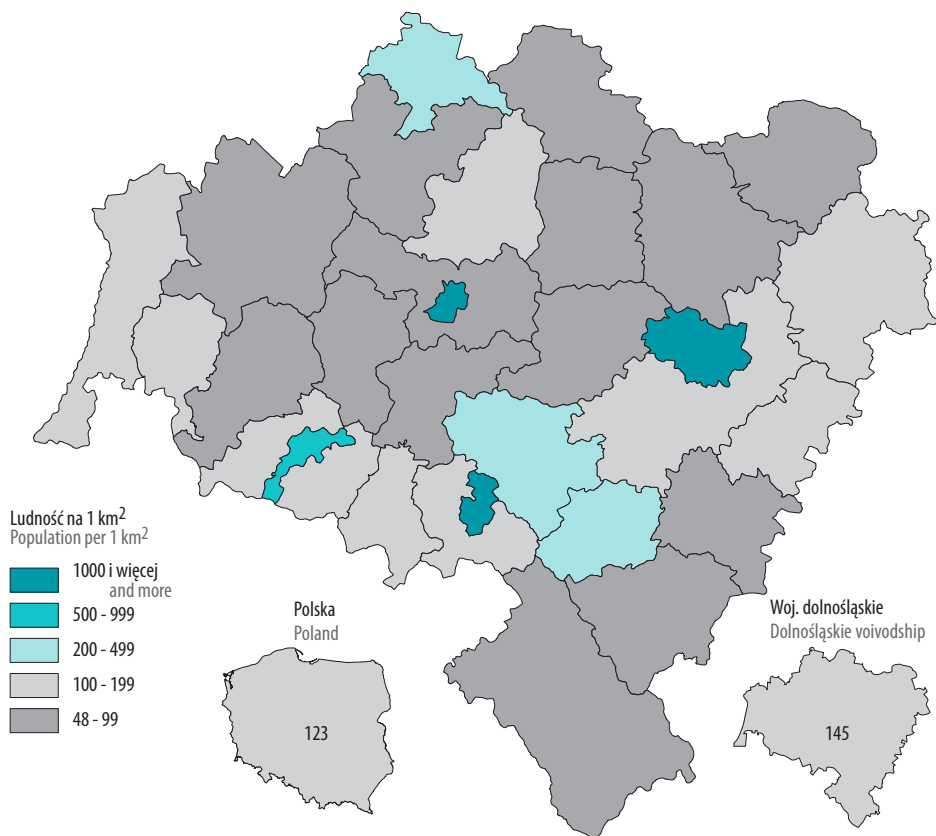 Ludność na 1 km²
Population per 1 km²
1000 i więcej
and more
500 - 999
200 - 499
100 - 199
48 - 99
Polska
Poland
123
Woj. dolnośląskie
Dolnośląskie voivodship
145